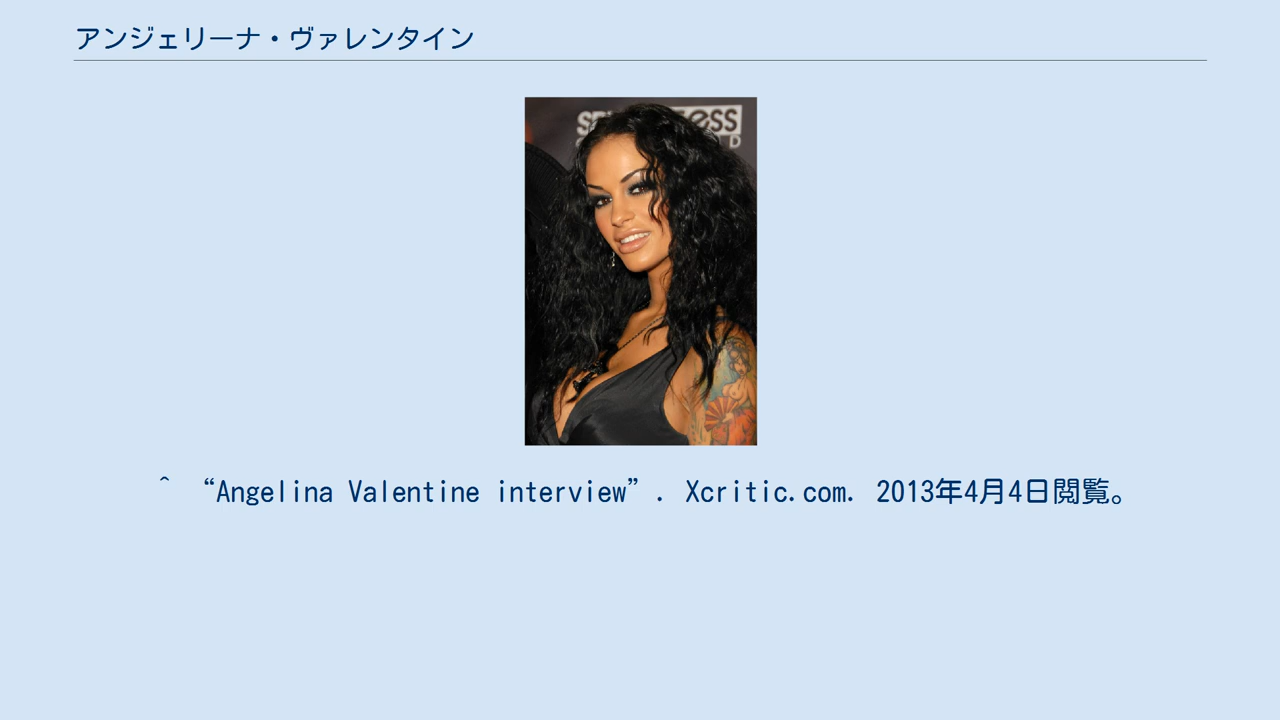 アンジェリーナ・ヴァレンタイン
ESS
D
^ “Angelina Valentine interview”. Xcritic.com. 2013年4月4日閲覧。